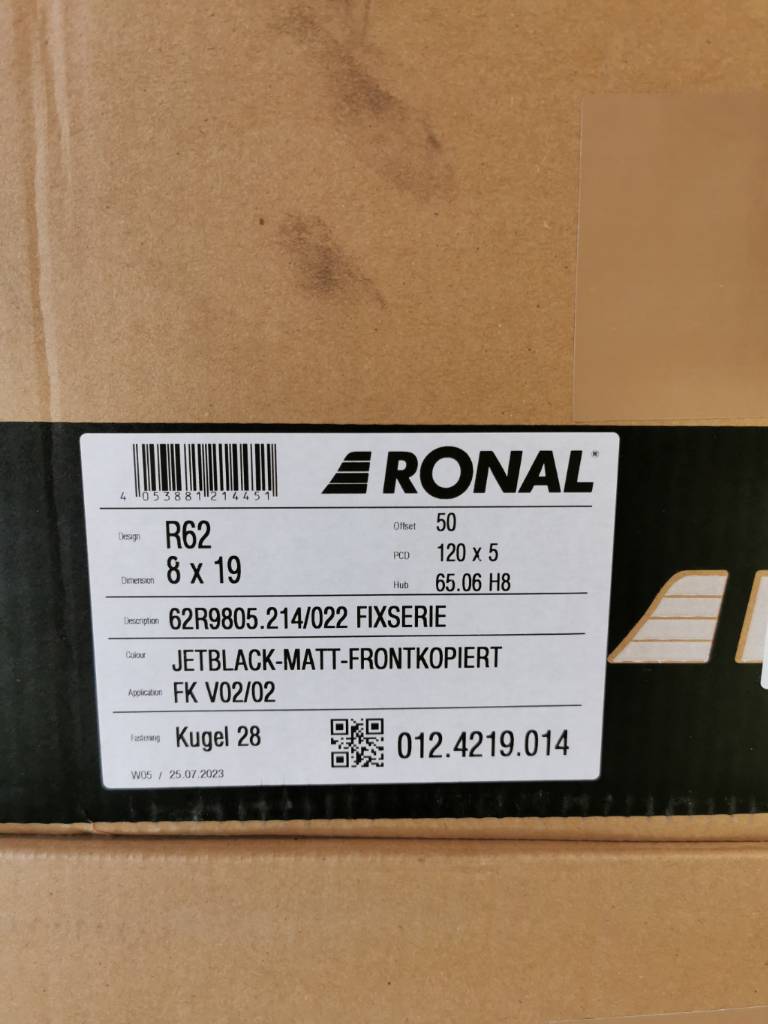 RONAL®
4 053881 214451
Design R62
Offset 50
PCD 120 x 5
Dimension 8 x 19
Hub 65.06 H8
Description 62R9805.214/022 FIXSERIE
Colour JETBLACK-MATT-FRONTKOPIERT
Application FK V02/02
Fastening Kugel 28
012.4219.014
W05 / 25.07.2023